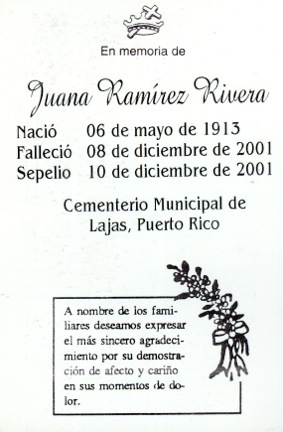 En memoria de
Juana Ramírez Rivera
Nació 06 de mayo de 1913
Falleció 08 de diciembre de 2001
Sepelio 10 de diciembre de 2001
Cementerio Municipal de
Lajas, Puerto Rico
A nombre de los fami-
liares deseamos expresar
el más sincero agradeci-
miento por su demostra-
ción de afecto y cariño
en sus momentos de do-
lor.